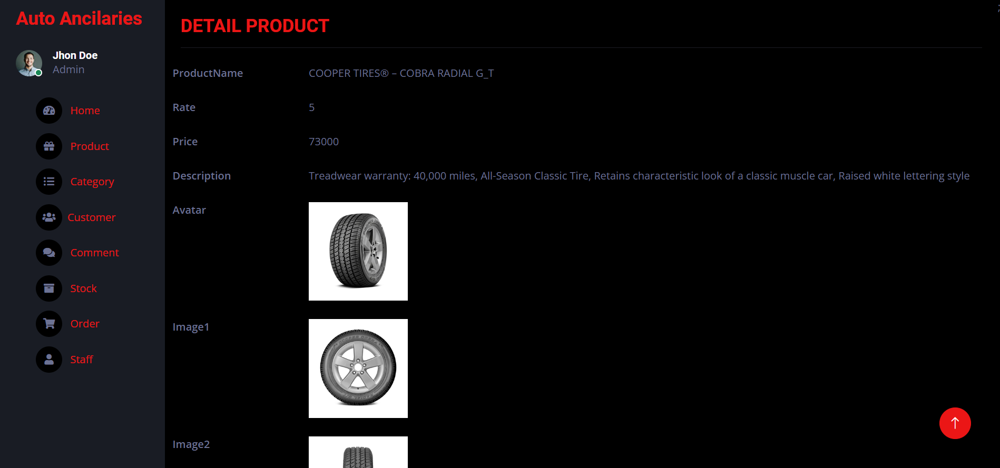 Auto Ancilaries
Jhon Doe
Admin
Home
Product
Category
Customer
Comment
Stock
Order
Staff
;
DETAIL PRODUCT
ProductName COOPER TIRES® – COBRA RADIAL G_T
Rate 5
Price 73000
Description Treadwear warranty: 40,000 miles, All-Season Classic Tire, Retains characteristic look of a classic muscle car, Raised white lettering style
Avatar
Image1
Image2